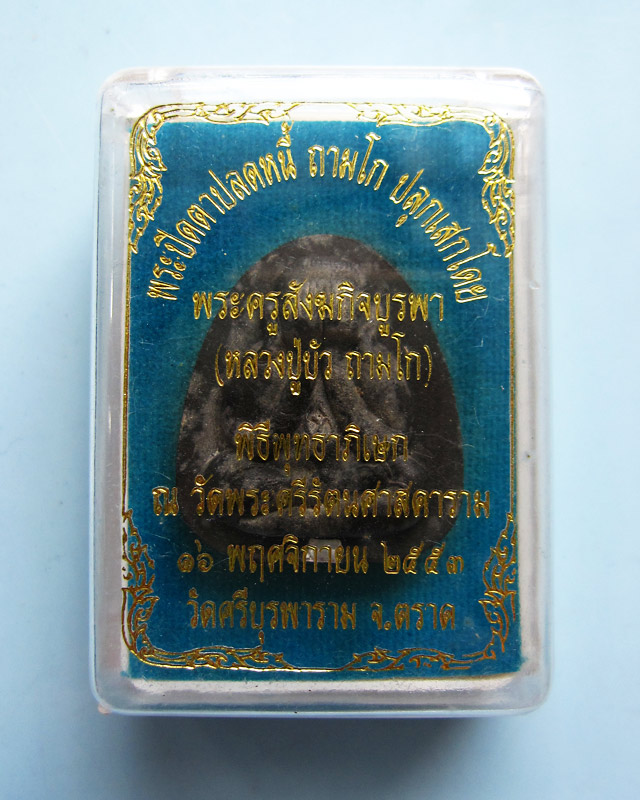 พระปิดตาปลดหนี้ ถามโก ปลุกเสกโดย
พระครูสังฆกิจบูรพา
(หลวงปู่บัว ถามโก)
พิธีพุทธาภิเษก
ณ วัดพระศรีรัตนศาสดาราม
๑๖ พฤศจิกายน ๒๕๕๓
วัดศรีบุรพาราม จ.ตราด